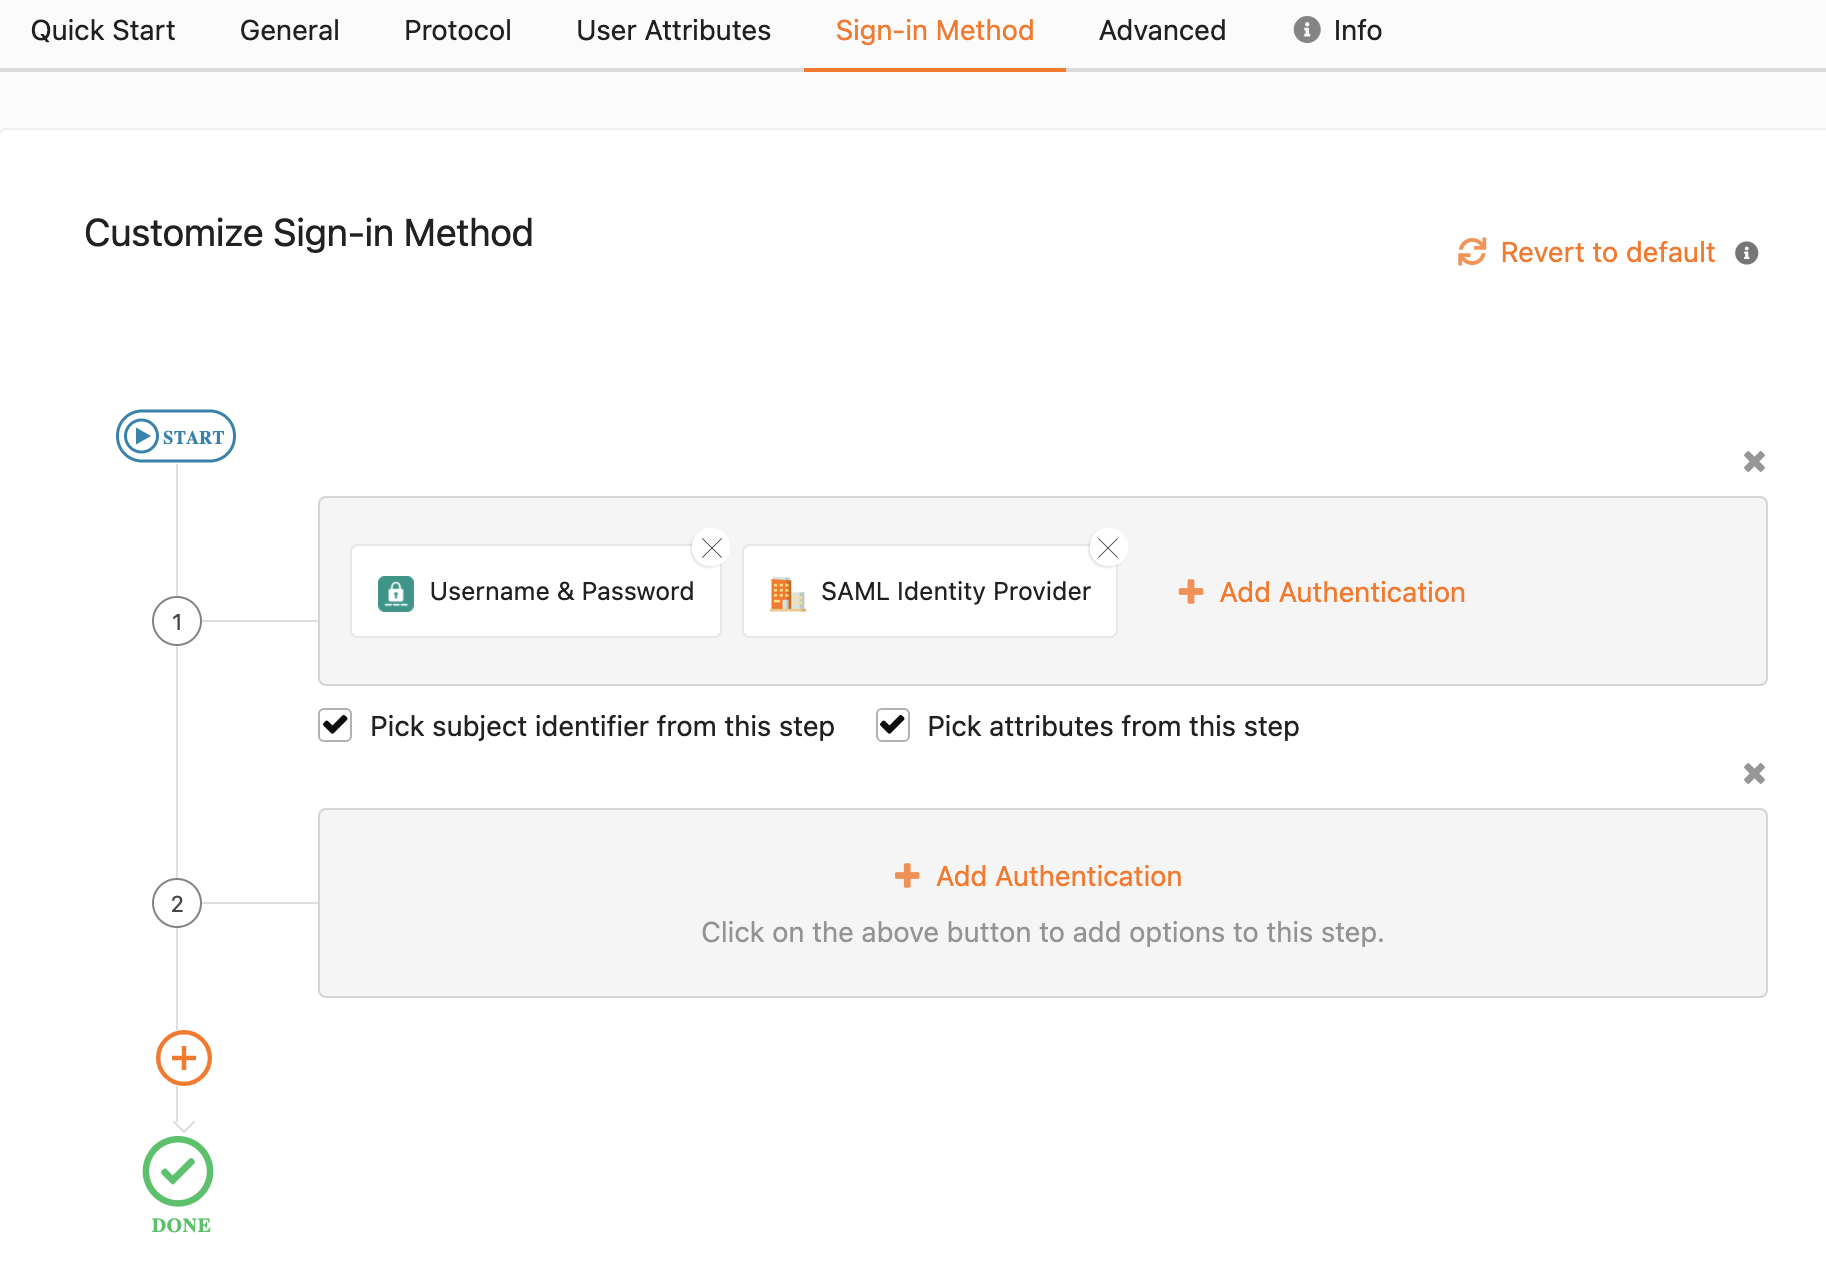 Quick Start General Protocol User Attributes Sign-in Method Advanced Info
Customize Sign-in Method
Revert to default
START
Username & Password SAML Identity Provider Add Authentication
1
Pick subject identifier from this step Pick attributes from this step
Add Authentication
2
Click on the above button to add options to this step.
DONE